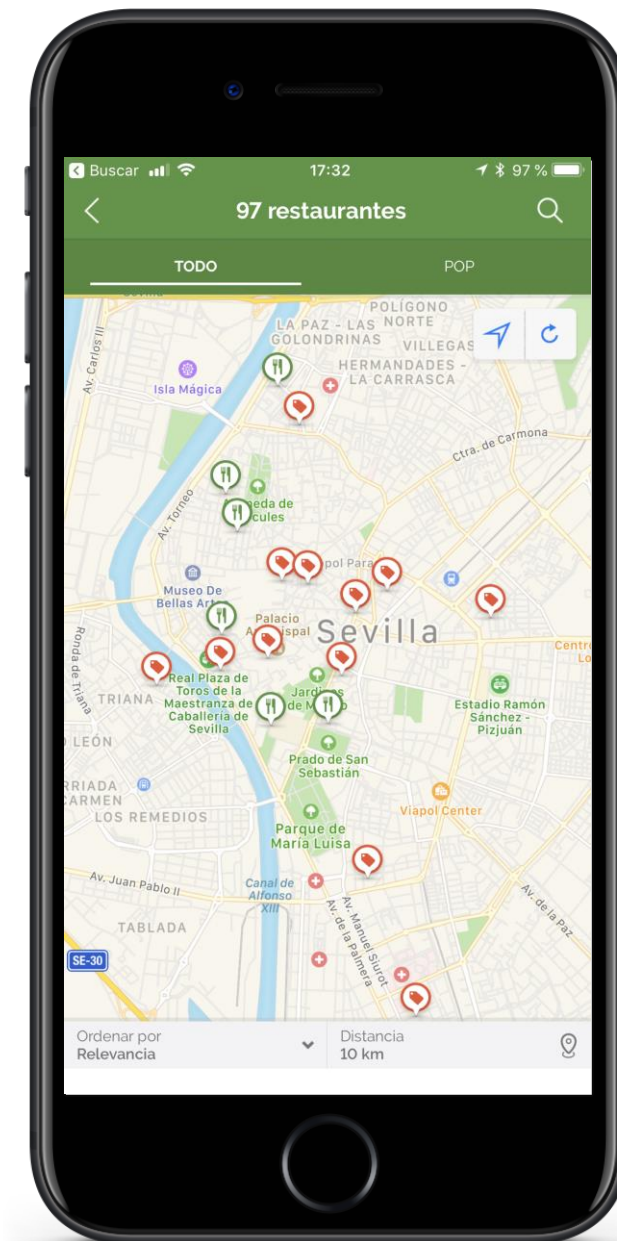 Buscar
17:32
97 %
97 restaurantes
TODO
POP
POLÍGONO
NORTE
LA PAZ - LAS
GOLONDRINAS
VILLEGAS
HERMANDADES -
LA CARRASCA
Av. Carlos III
Isla Mágica
Ctra. de Carmona
Av. Torneo
Museo De
Bellas
Palacio
Sevilla
Ronda de Triana
Real Plaza de
Toros de la
Maestranza de
Caballería de
Sevilla
TRIANA
Estadio Ramón
Sánchez -
Pizjuán
LEÓN
Prado de San
Sebastián
CARMEN
LOS REMEDIOS
Viapol Center
Parque de
María Luisa
Av. Juan Pablo II
Canal de
Alfonso
XIII
Av. de la Paz
Av. Manuel Siurot
Av. de la Palmera
TABLADA
SE-30
Ordenar por
Relevancia
Distancia
10 km